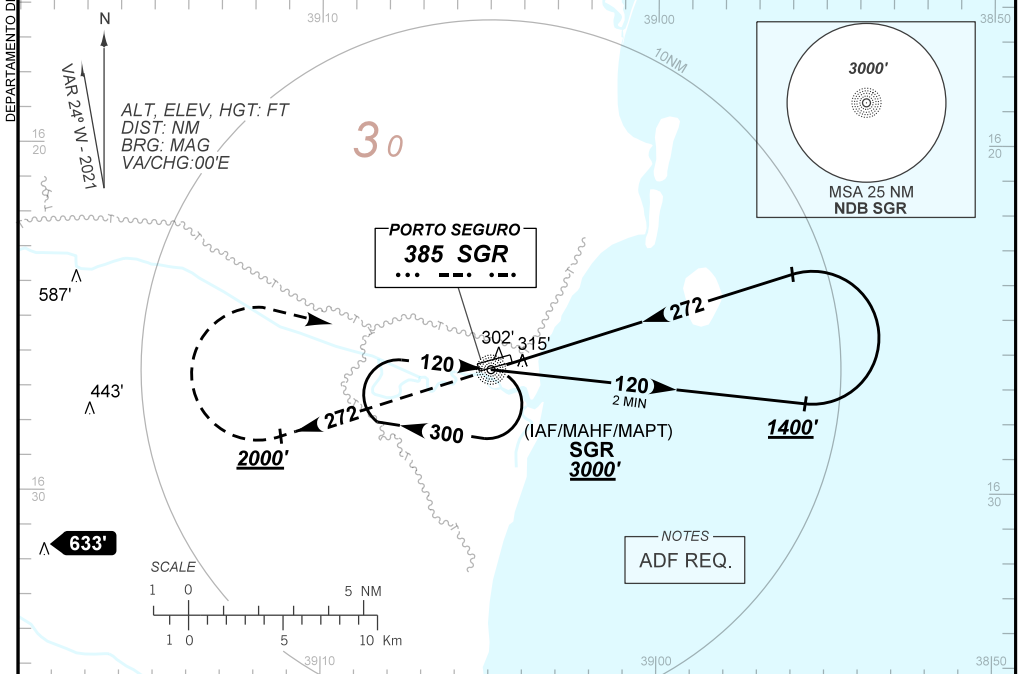 DEPARTAMENTO DE
39 10
39 00
38 50
N
VAR 24° W - 2021
ALT, ELEV, HGT: FT
DIST: NM
BRG: MAG
VA/CHG:00'E
30
10NM
3000'
MSA 25 NM
NDB SGR
16
20
16
20
PORTO SEGURO
385 SGR
587'
302'
315'
272
120
120
2 MIN
443'
272
300
2000'
1400'
(IAF/MAHF/MAPT)
SGR
3000'
16
30
16
30
633'
NOTES
ADF REQ.
SCALE
1 0 5 NM
1 0 5 10 Km
39 10
39 00
38 50